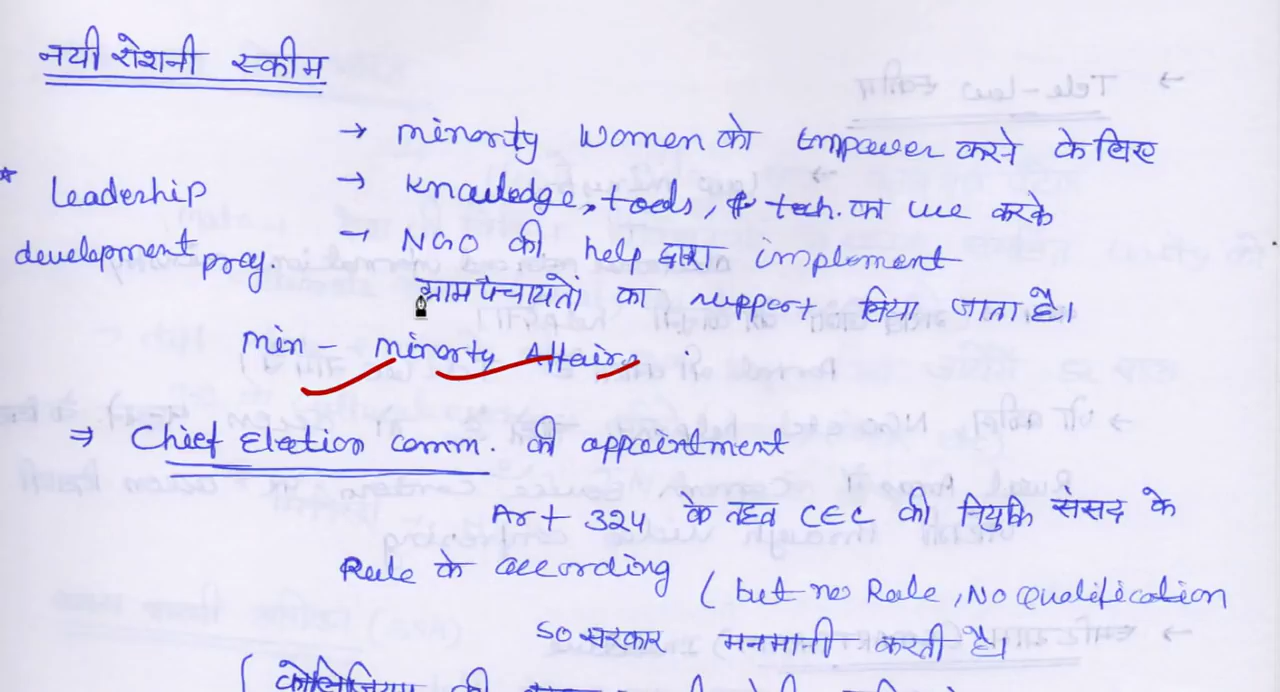 नयी रोशनी स्कीम
→ minority women को Empower करने के लिए
* Leadership development prog.
→ knowledge, tools, & tech. का use करके
– NGO की help द्वारा implement
ग्राम पंचायतों का support लिया जाता है।
Min – Minorty Affairs .
⇒ Chief Election comm. की appointment
Art 324 के तहत CEC की नियुक्ति संसद के
Rule के according (but no Rule, No qualification
so सरकार मनमानी करती है।
( कोलेजियम की